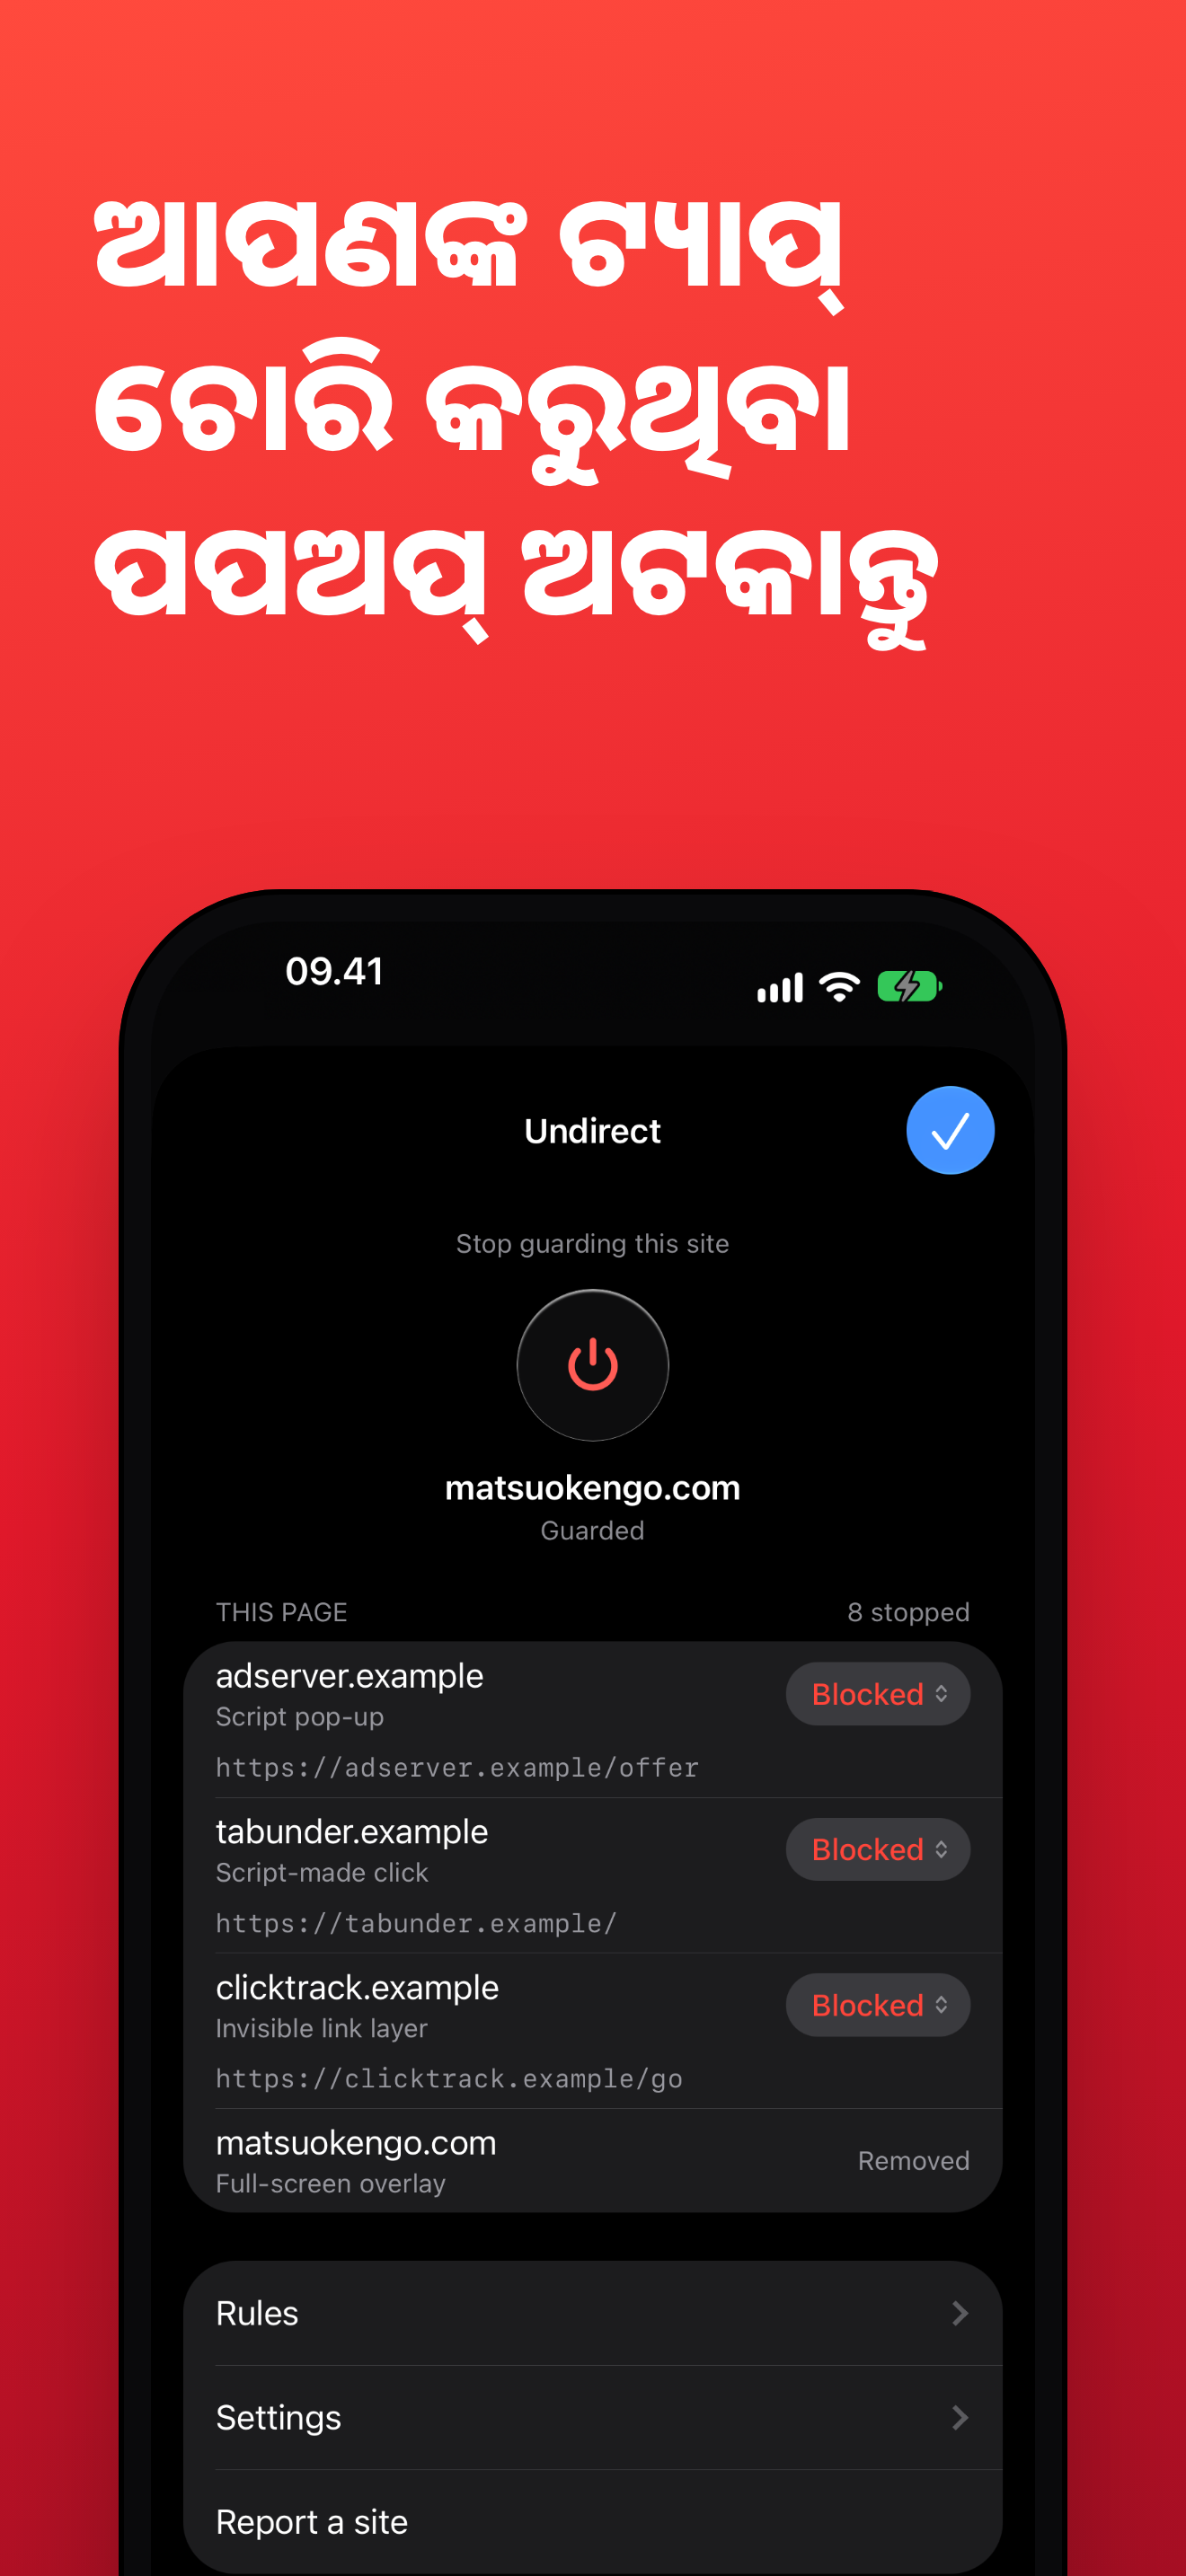 ଆପଣଙ୍କ ଟ୍ୟାପ୍
ଚୋରି କରୁଥିବା
ପପଅପ୍ ଅଟକାନ୍ତୁ
09.41
Undirect
Stop guarding this site
matsuokengo.com
Guarded
THIS PAGE 8 stopped
adserver.example Blocked
Script pop-up
https://adserver.example/offer
tabunder.example Blocked
Script-made click
https://tabunder.example/
clicktrack.example Blocked
Invisible link layer
https://clicktrack.example/go
matsuokengo.com Removed
Full-screen overlay
Rules
Settings
Report a site